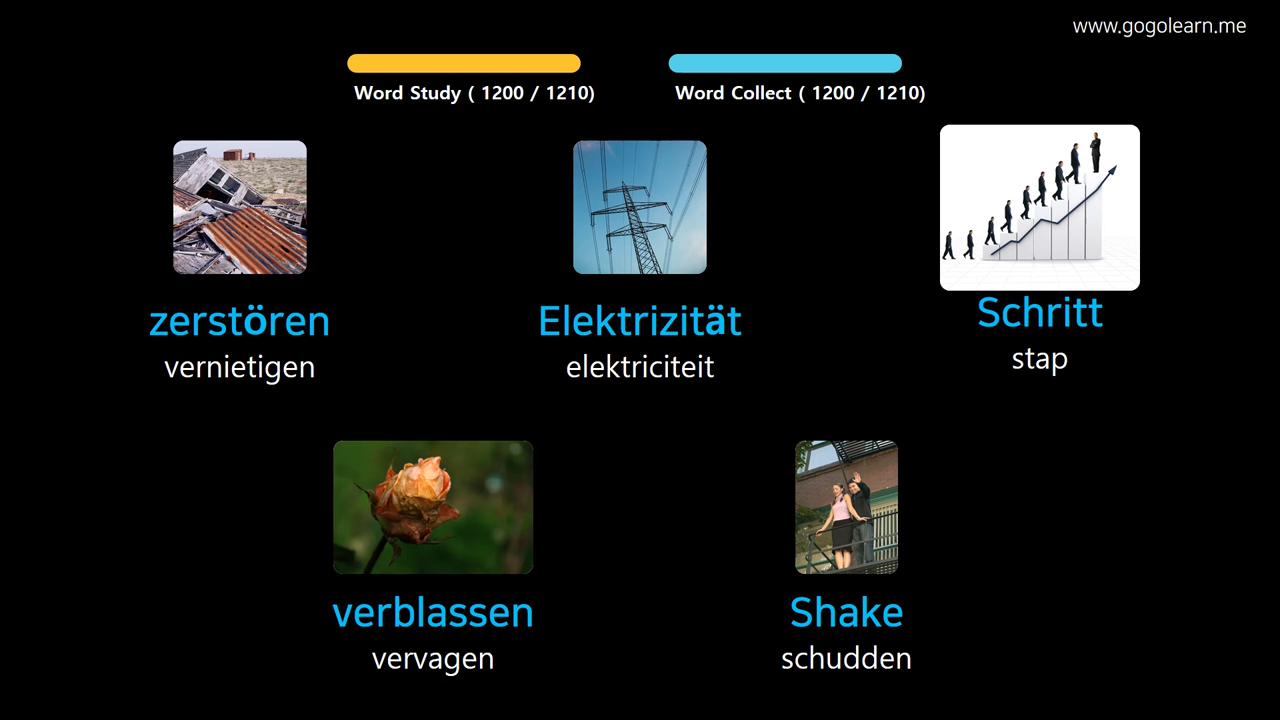 www.gogolearn.me
Word Study ( 1200 / 1210)
Word Collect ( 1200 / 1210)
zerstören
vernietigen
Elektrizität
elektriciteit
Schritt
stap
verblassen
vervagen
Shake
schudden